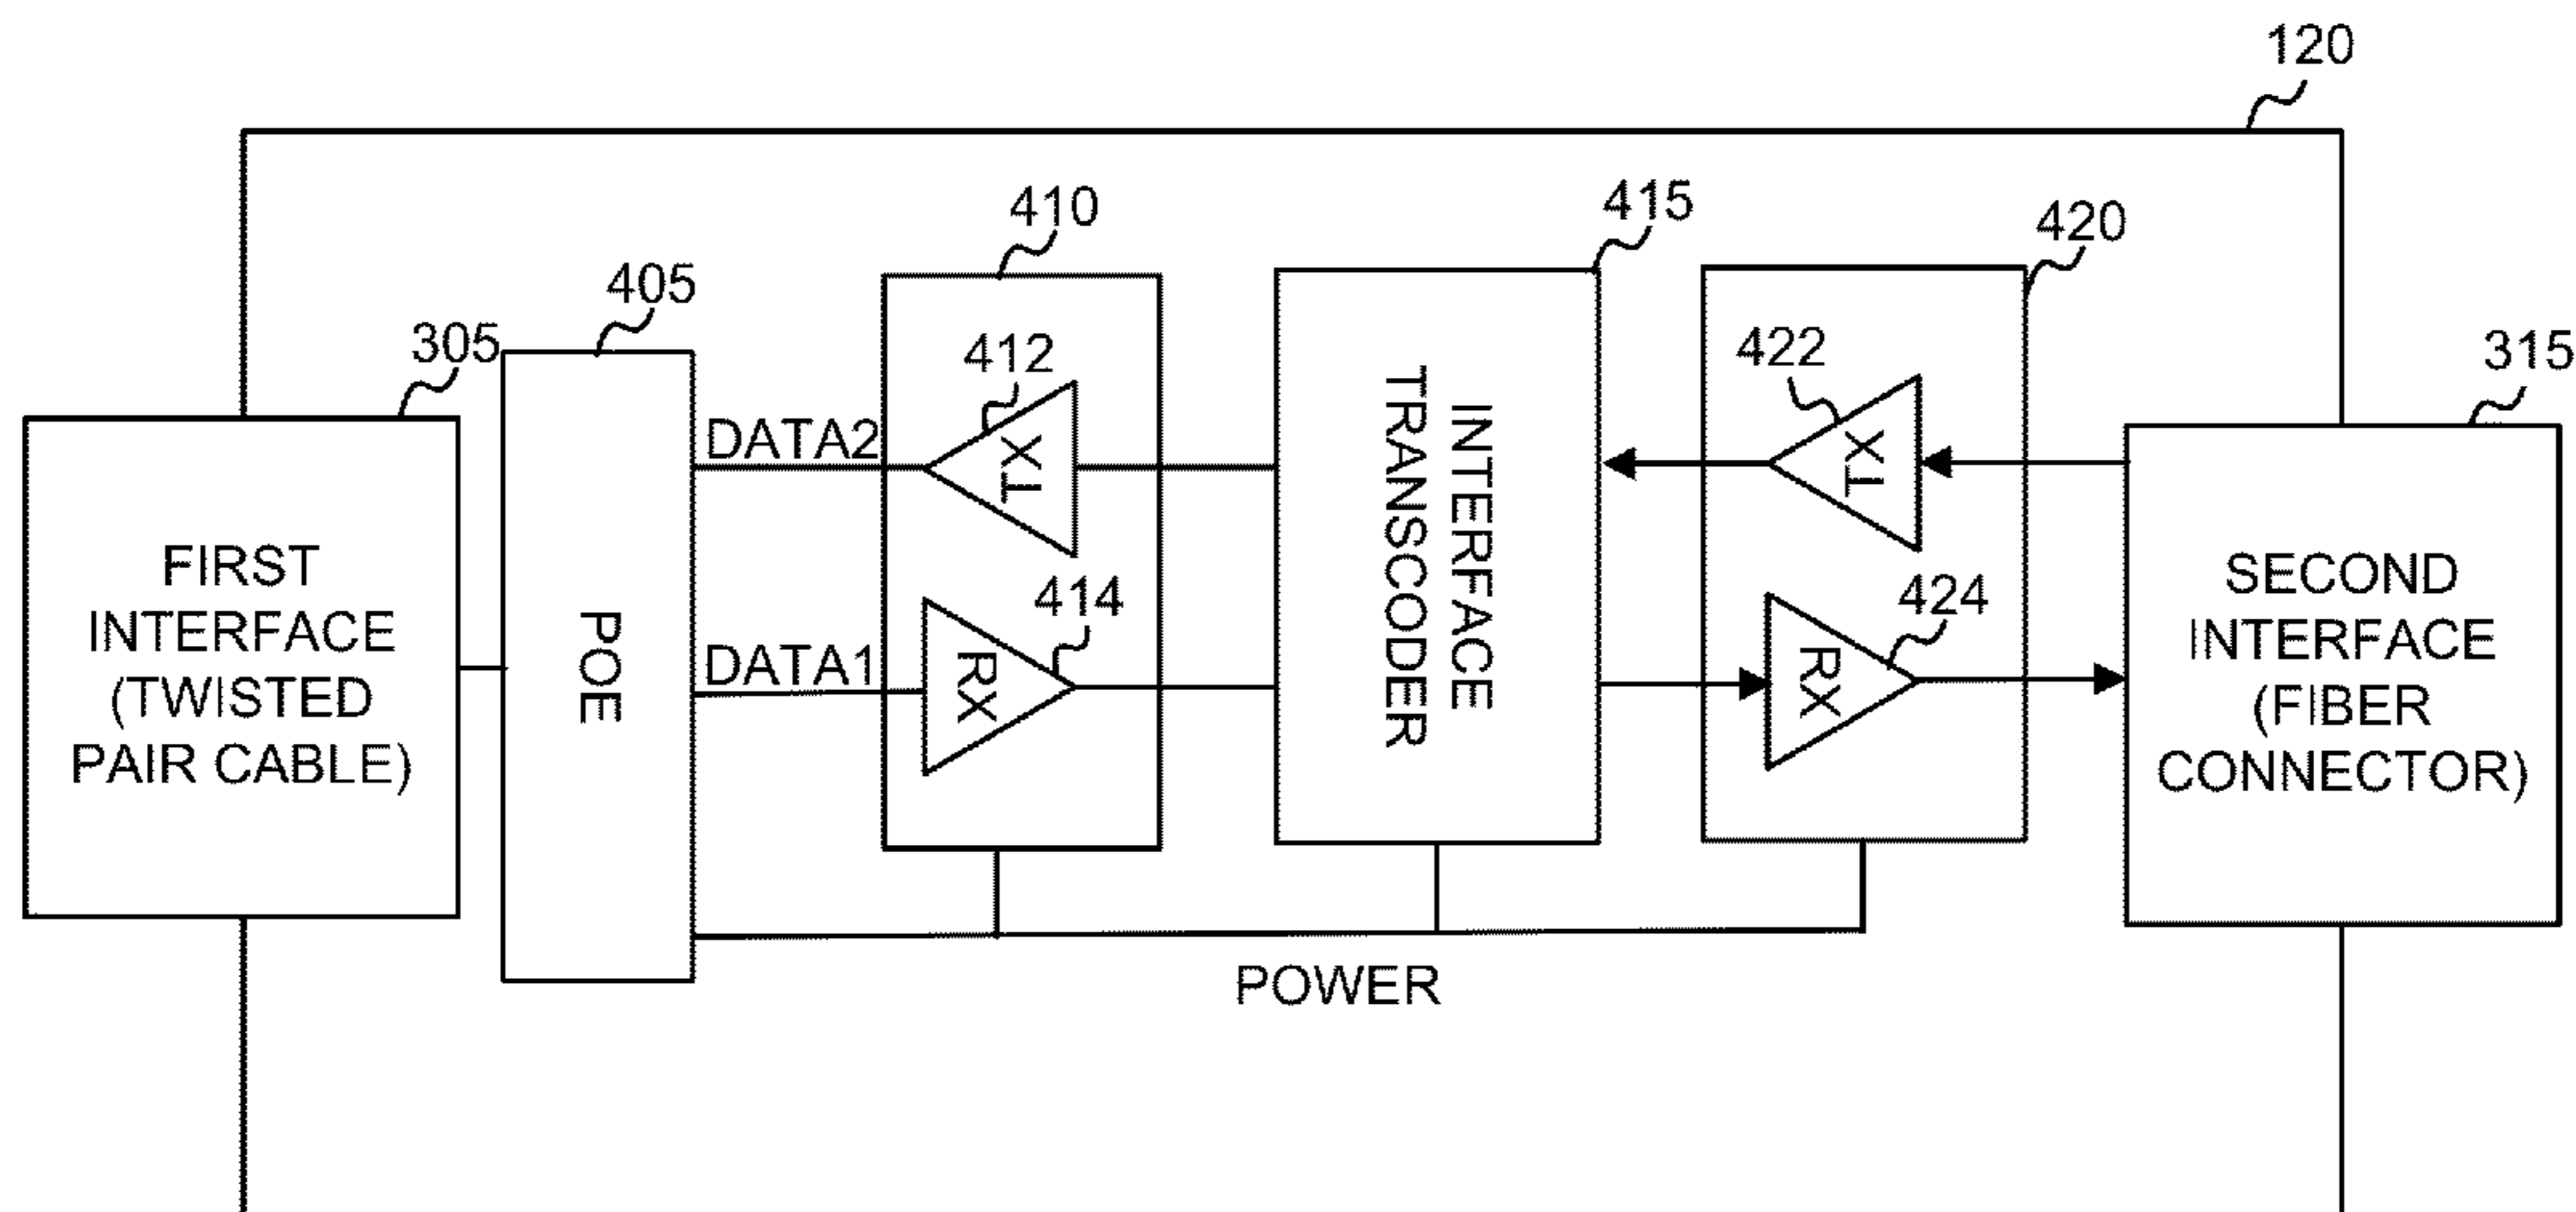 120
410
415
420
405
305
412
422
315
DATA2
TX
TX
INTERFACE
TRANSCODER
FIRST
INTERFACE
(TWISTED
PAIR CABLE)
POE
DATA1
414
RX
424
RX
SECOND
INTERFACE
(FIBER
CONNECTOR)
POWER